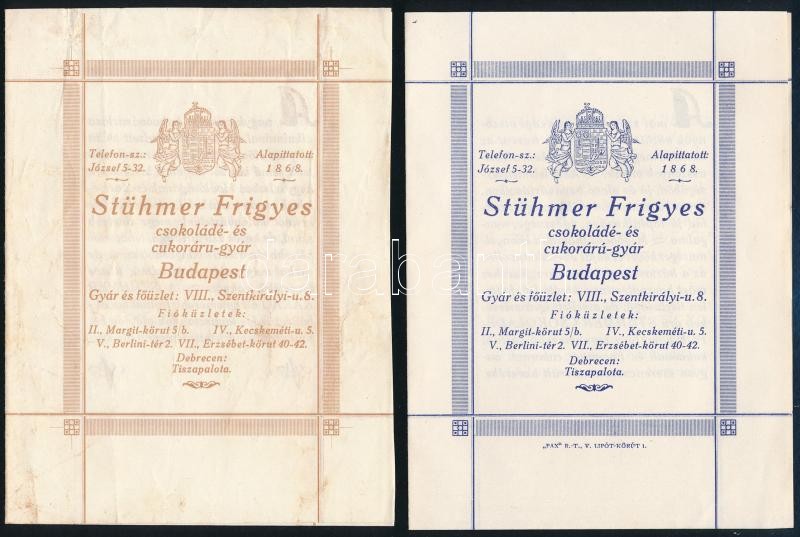 Telefon-sz.:
József 5-32.
Alapittatott:
1868.
Stühmer Frigyes
csokoládé- és
cukoráru-gyár
Budapest
Gyár és főüzlet: VIII., Szentkirályi-u. 8.
Fióküzletek:
II., Margit-körut 5/b. IV., Kecskeméti-u. 5.
V., Berlini-tér 2. VII., Erzsébet-körut 40-42.
Debrecen:
Tiszapalota.
Telefon-sz.:
József 5-32.
Alapittatott:
1868.
Stühmer Frigyes
csokoládé- és
cukorárú-gyár
Budapest
Gyár és főüzlet: VIII., Szentkirályi-u. 8.
Fióküzletek:
II., Margit-körut 5/b. IV., Kecskeméti-u. 5.
V., Berlini-tér 2. VII., Erzsébet-körut 40-42.
Debrecen:
Tiszapalota.
„PAX" R.-T., V. LIPÓT-KÖRÚT 1.